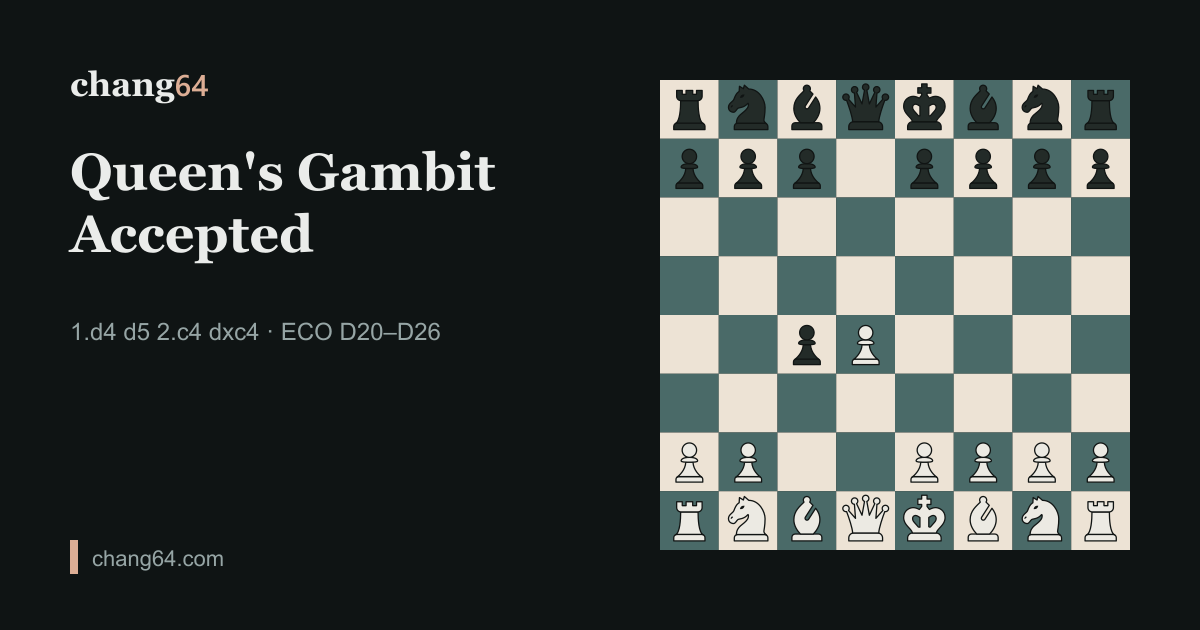 chang64
Queen's Gambit
Accepted
1.d4 d5 2.c4 dxc4 · ECO D20–D26
chang64.com